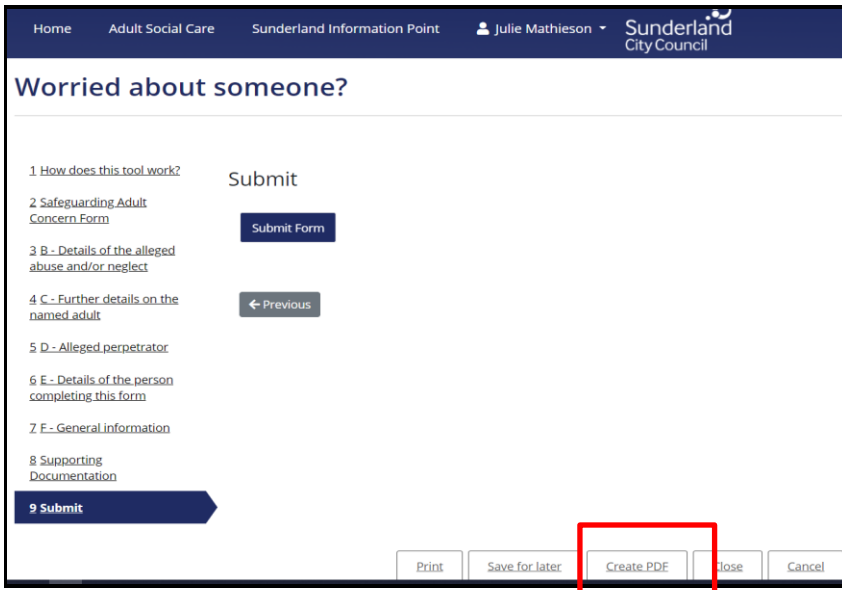 Home Adult Social Care Sunderland Information Point Julie Mathieson Sunderland
City Council
Worried about someone?
1 How does this tool work?
2 Safeguarding Adult
Concern Form
3 B - Details of the alleged
abuse and/or neglect
4 C - Further details on the
named adult
5 D - Alleged perpetrator
6 E - Details of the person
completing this form
7 F - General information
8 Supporting
Documentation
9 Submit
Submit
Submit Form
← Previous
Print Save for later Create PDF Close Cancel